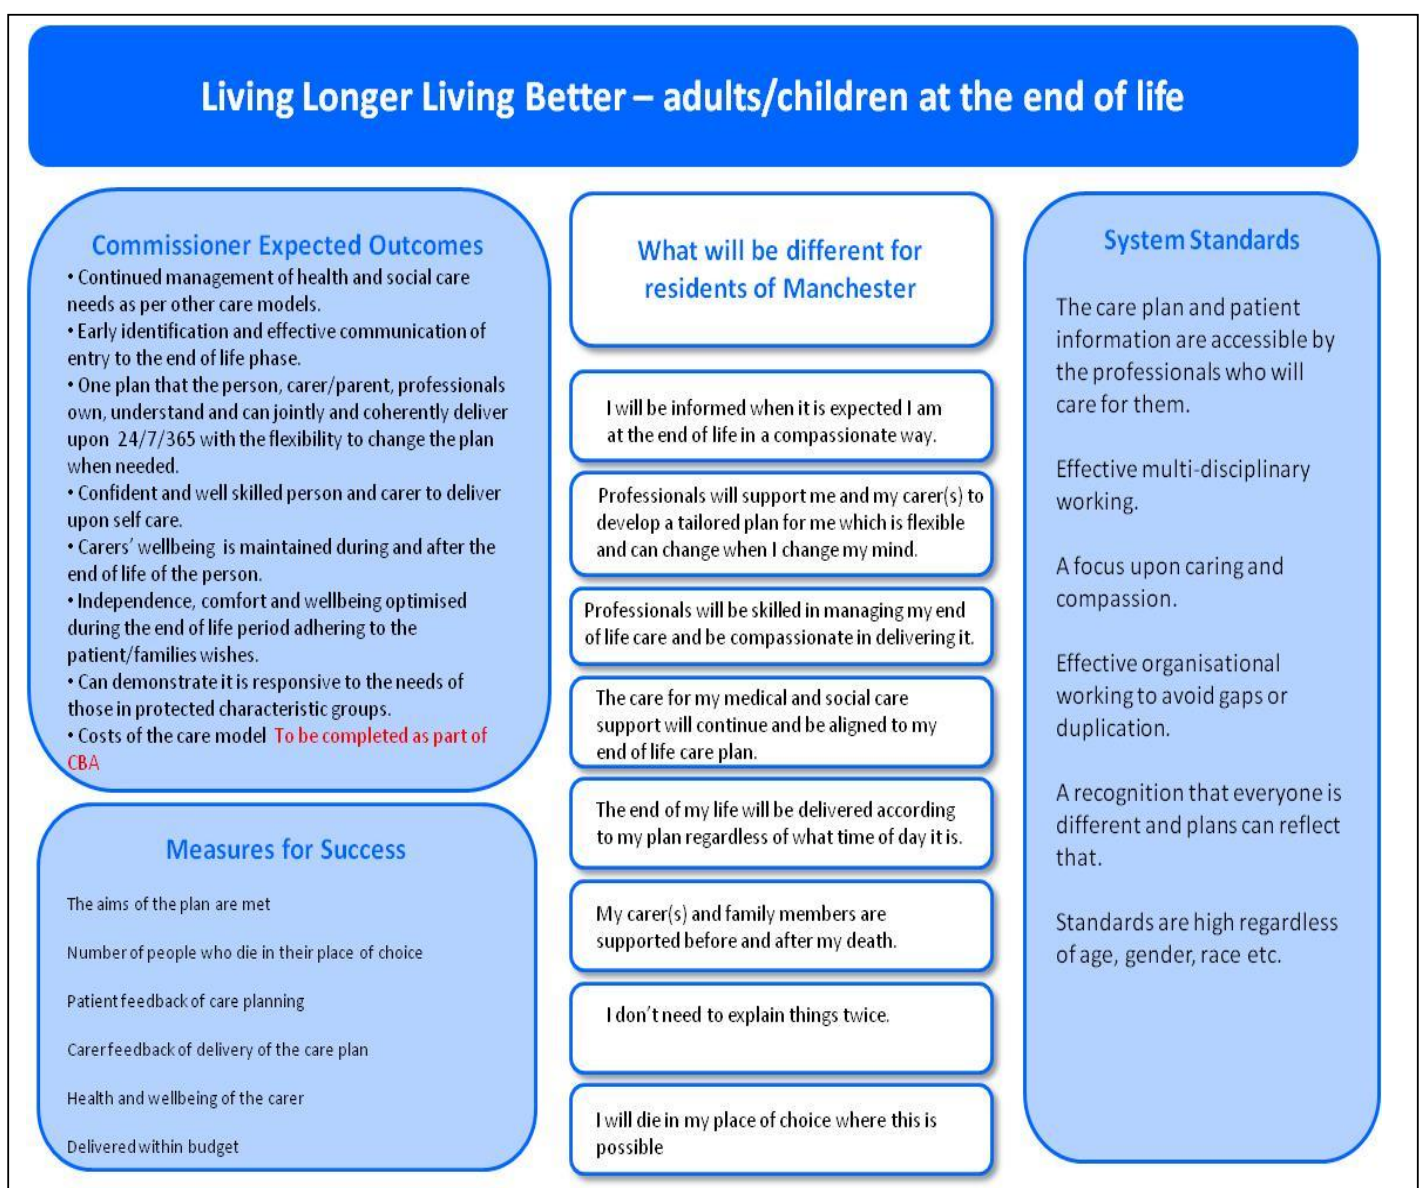 Living Longer Living Better – adults/children at the end of life
Commissioner Expected Outcomes
• Continued management of health and social care
needs as per other care models.
• Early identification and effective communication of
entry to the end of life phase.
• One plan that the person, carer/parent, professionals
own, understand and can jointly and coherently deliver
upon 24/7/365 with the flexibility to change the plan
when needed.
• Confident and well skilled person and carer to deliver
upon self care.
• Carers’ wellbeing is maintained during and after the
end of life of the person.
• Independence, comfort and wellbeing optimised
during the end of life period adhering to the
patient/families wishes.
• Can demonstrate it is responsive to the needs of
those in protected characteristic groups.
• Costs of the care model To be completed as part of
CBA
Measures for Success
The aims of the plan are met
Number of people who die in their place of choice
Patient feedback of care planning
Carer feedback of delivery of the care plan
Health and wellbeing of the carer
Delivered within budget
What will be different for
residents of Manchester
I will be informed when it is expected I am
at the end of life in a compassionate way.
Professionals will support me and my carer(s) to
develop a tailored plan for me which is flexible
and can change when I change my mind.
Professionals will be skilled in managing my end
of life care and be compassionate in delivering it.
The care for my medical and social care
support will continue and be aligned to my
end of life care plan.
The end of my life will be delivered according
to my plan regardless of what time of day it is.
My carer(s) and family members are
supported before and after my death.
I don’t need to explain things twice.
I will die in my place of choice where this is
possible
System Standards
The care plan and patient
information are accessible by
the professionals who will
care for them.
Effective multi-disciplinary
working.
A focus upon caring and
compassion.
Effective organisational
working to avoid gaps or
duplication.
A recognition that everyone is
different and plans can reflect
that.
Standards are high regardless
of age, gender, race etc.